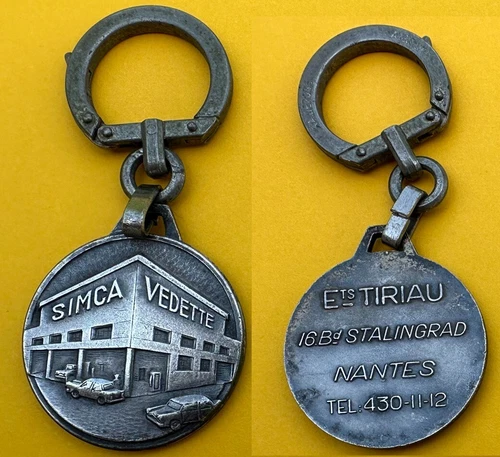 SIMCA VEDETTE
ETS TIRIAU
16 Bd STALINGRAD
NANTES
TEL: 430-11-12